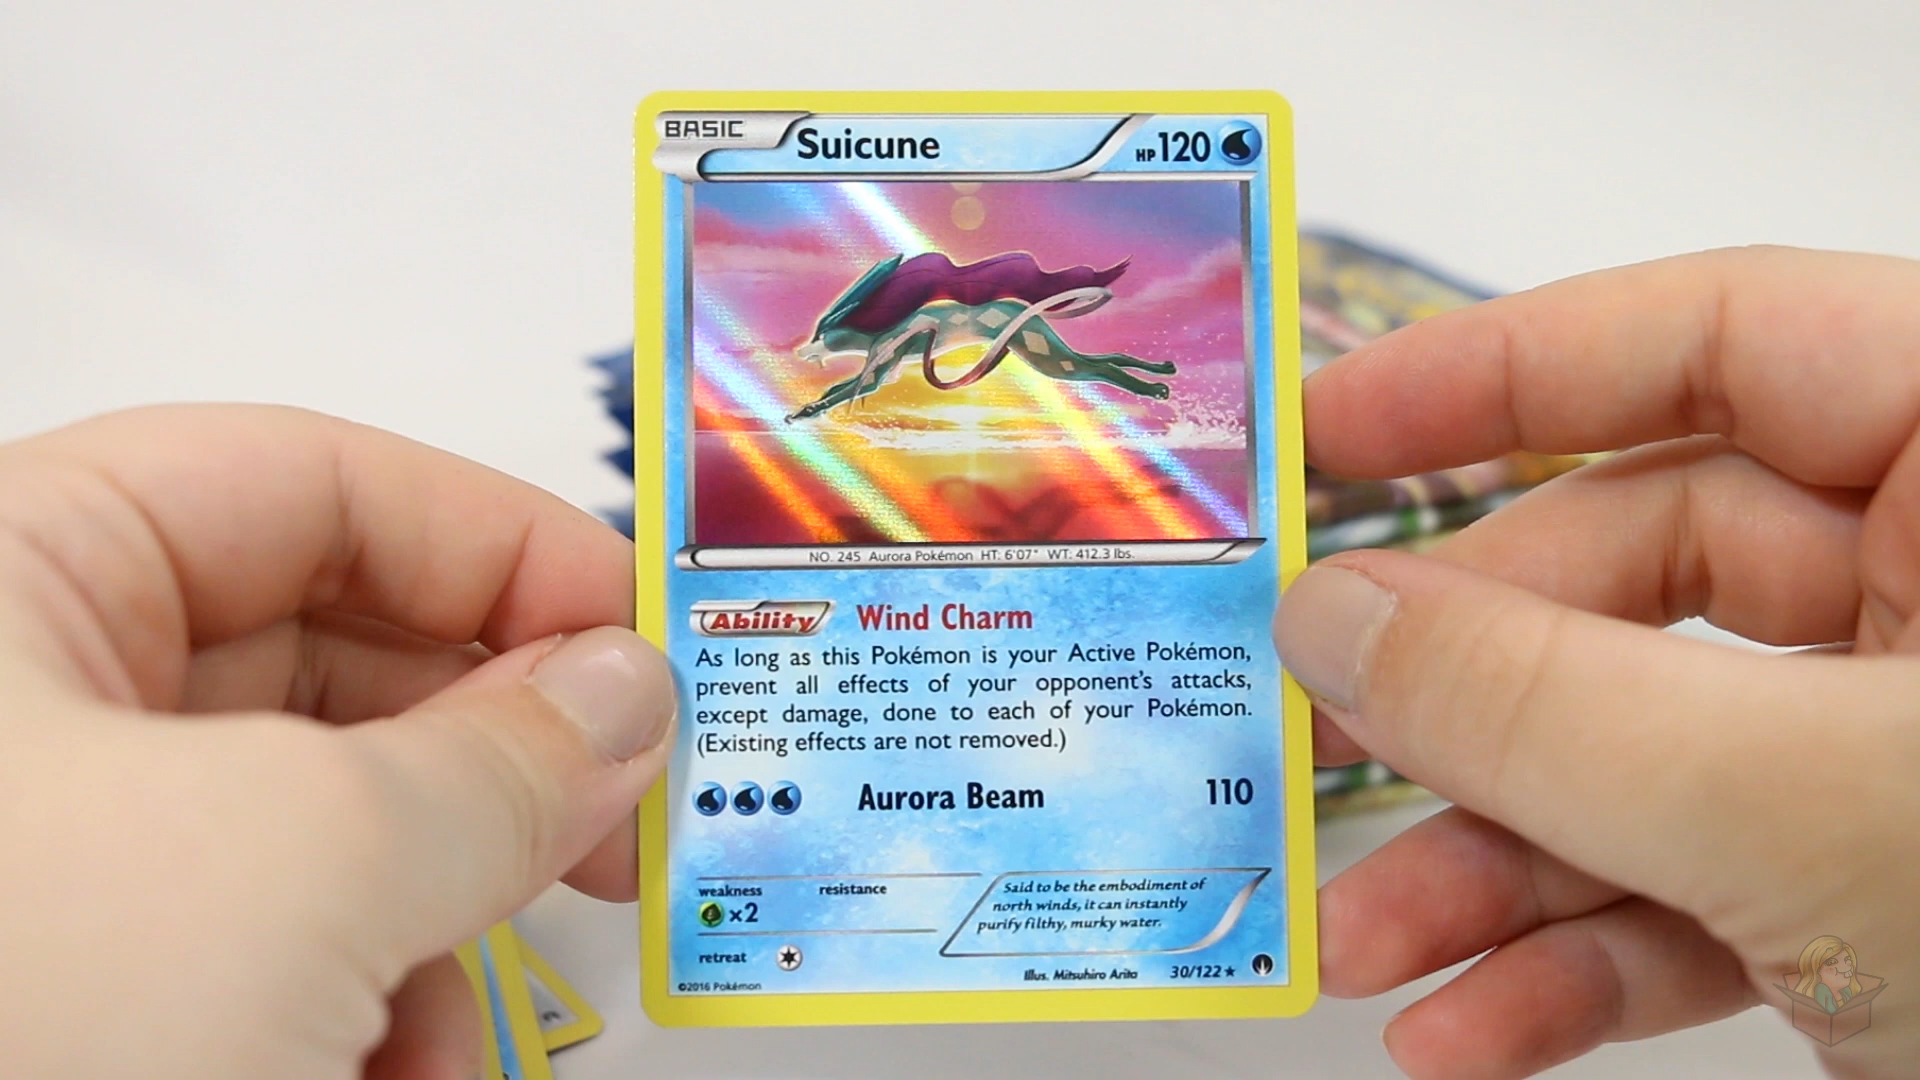 BASIC Suicune HP 120
NO. 245 Aurora Pokémon HT: 6'07" WT: 412.3 lbs.
Ability Wind Charm
As long as this Pokémon is your Active Pokémon,
prevent all effects of your opponent's attacks,
except damage, done to each of your Pokémon.
(Existing effects are not removed.)
Aurora Beam 110
weakness resistance
×2
Said to be the embodiment of
north winds, it can instantly
purify filthy, murky water.
retreat
Illus. Mitsuhiro Arita 30/122
©2016 Pokémon